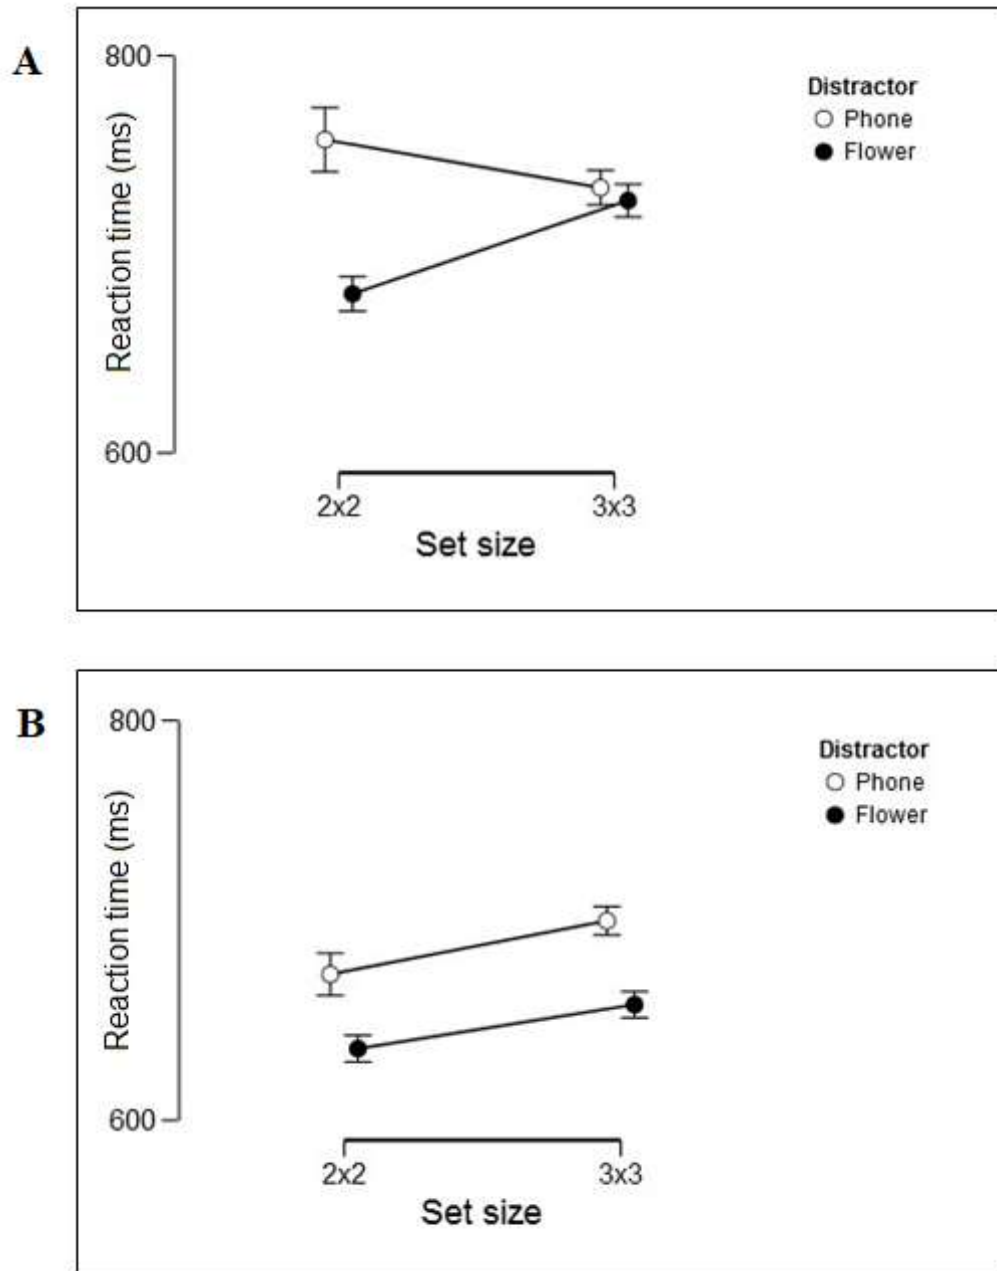 A
800
Reaction time (ms)
600
2x2 3x3
Set size
Distractor
Phone
Flower
B
800
Reaction time (ms)
600
2x2 3x3
Set size
Distractor
Phone
Flower